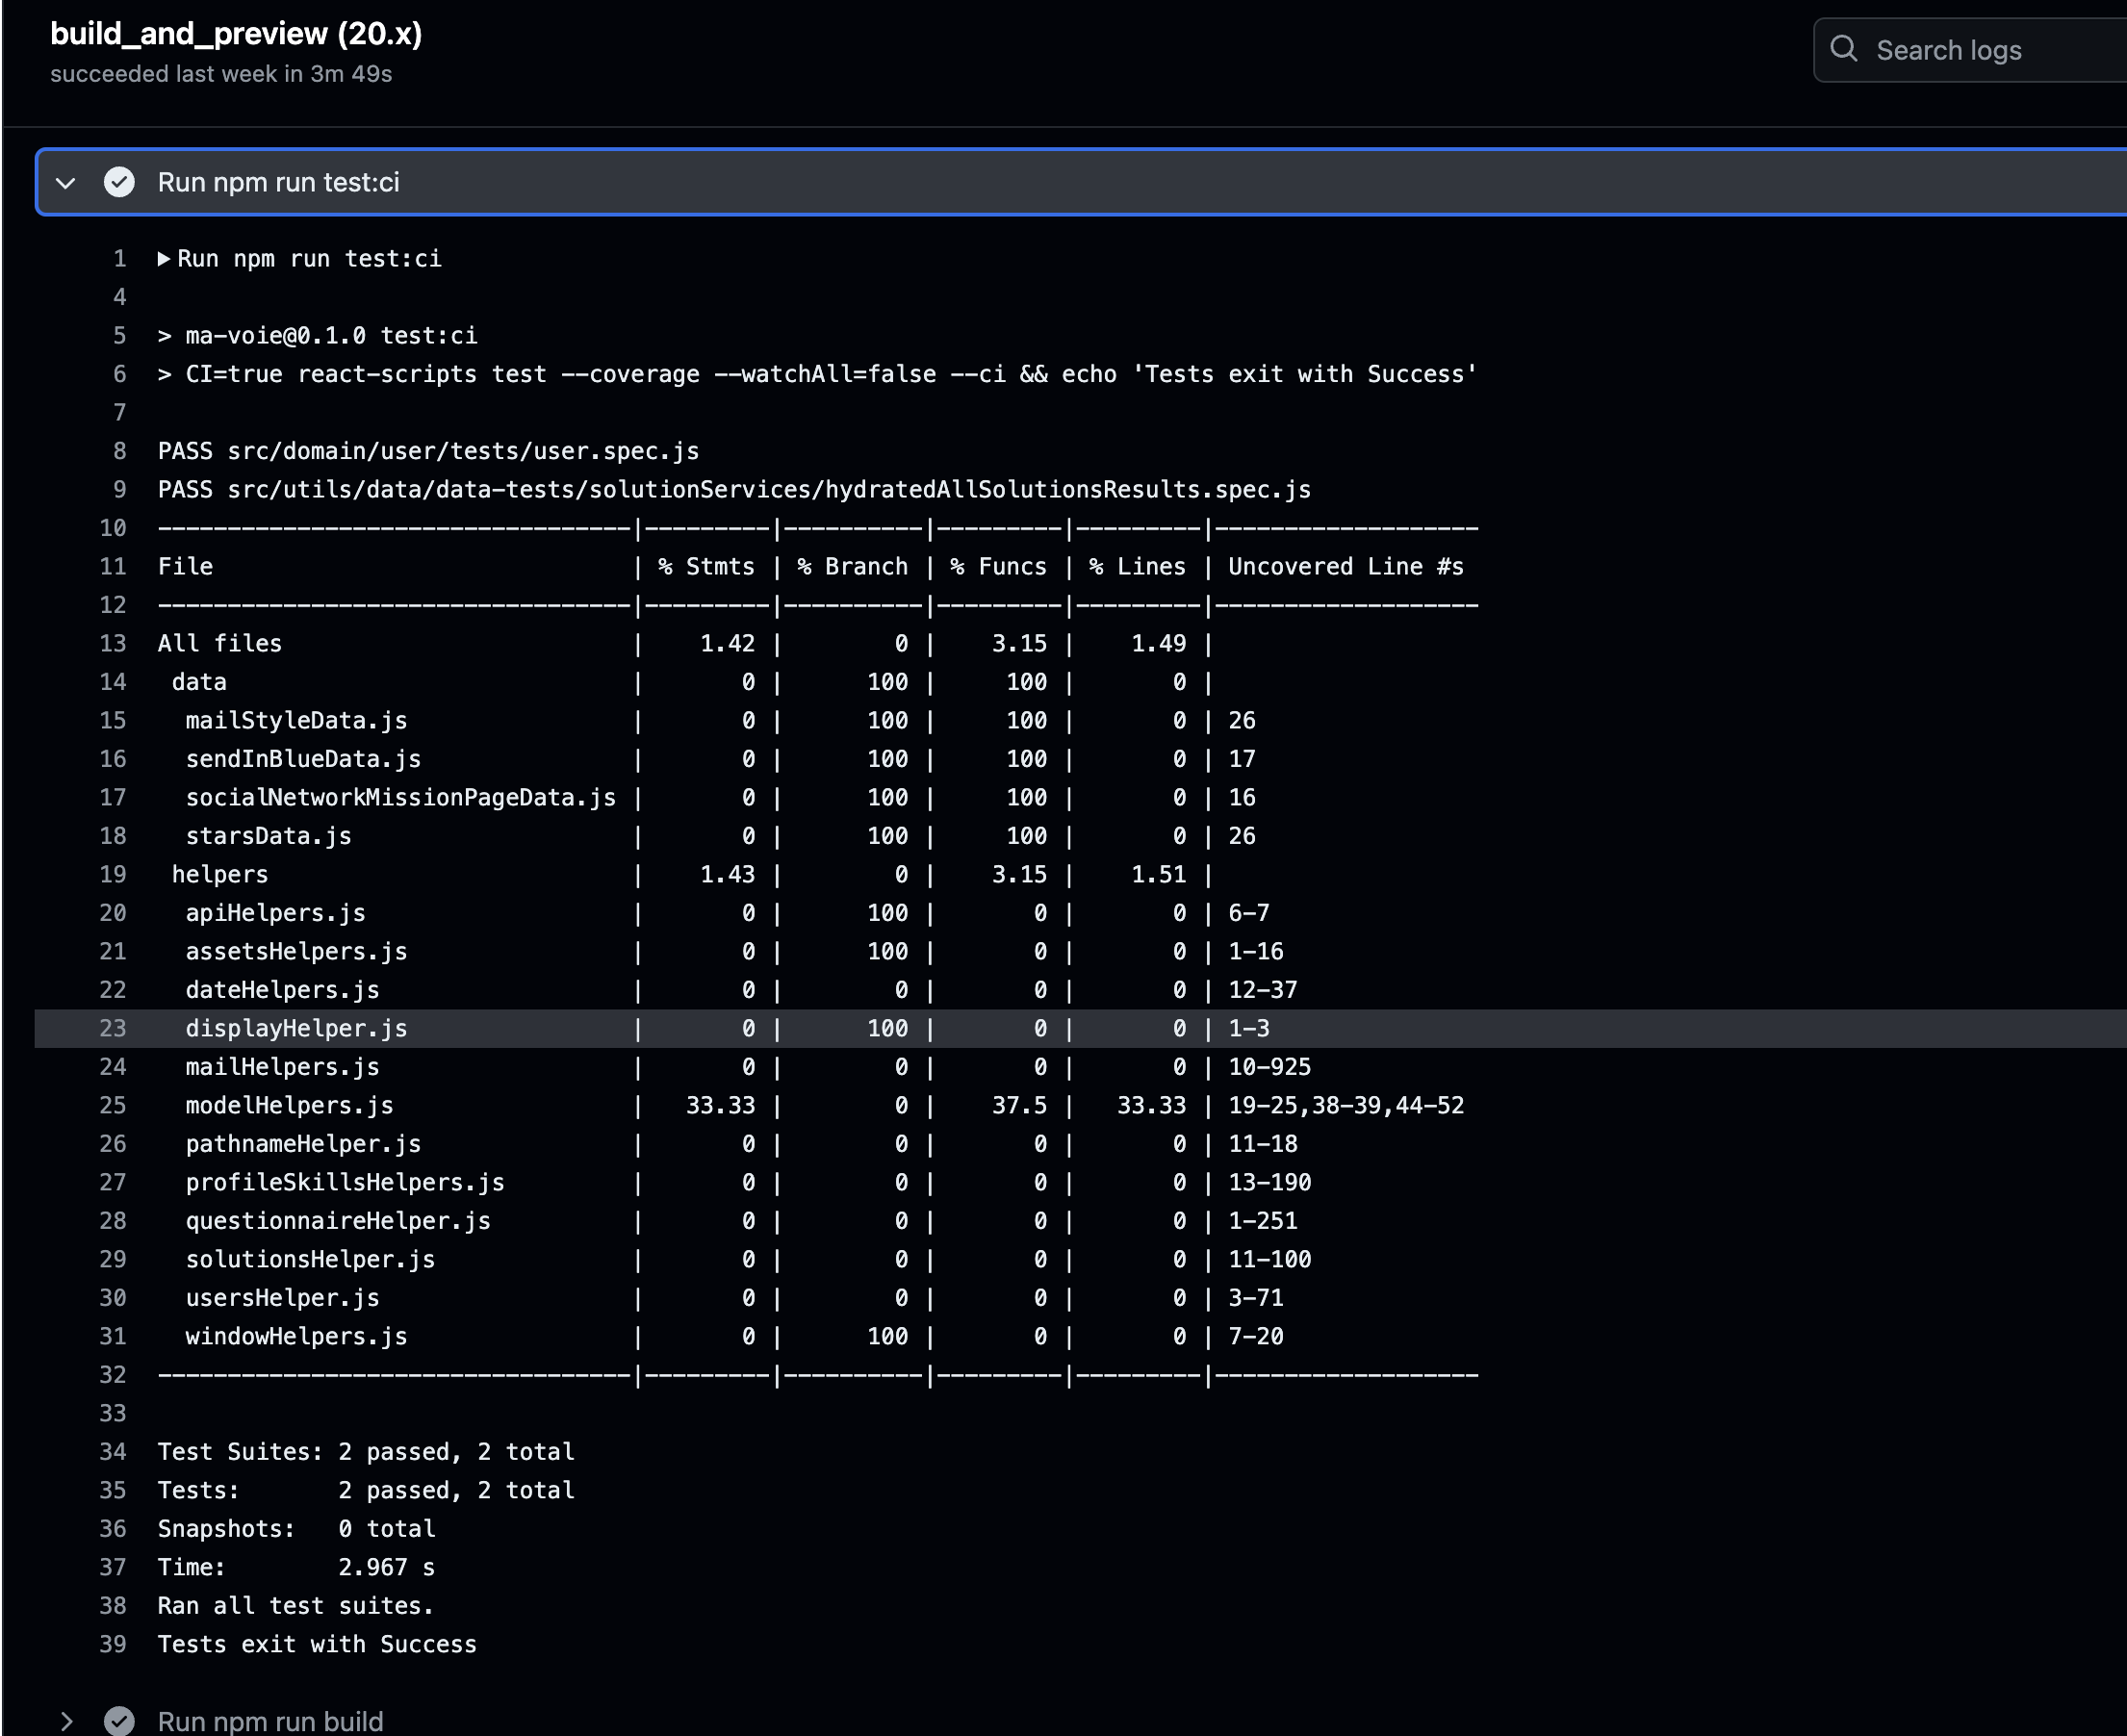 build_and_preview (20.x)
succeeded last week in 3m 49s
Search logs
Run npm run test:ci
1 Run npm run test:ci
4
5 > ma-voie@0.1.0 test:ci
6 > CI=true react-scripts test --coverage --watchAll=false --ci && echo 'Tests exit with Success'
7
8 PASS src/domain/user/tests/user.spec.js
9 PASS src/utils/data/data-tests/solutionServices/hydratedAllSolutionsResults.spec.js
10 ----------------------------------|---------|----------|---------|---------|-------------------
11 File                              | % Stmts | % Branch | % Funcs | % Lines | Uncovered Line #s
12 ----------------------------------|---------|----------|---------|---------|-------------------
13 All files                         |    1.42 |        0 |    3.15 |    1.49 |
14  data                             |       0 |      100 |     100 |       0 |
15   mailStyleData.js                |       0 |      100 |     100 |       0 | 26
16   sendInBlueData.js               |       0 |      100 |     100 |       0 | 17
17   socialNetworkMissionPageData.js |       0 |      100 |     100 |       0 | 16
18   starsData.js                    |       0 |      100 |     100 |       0 | 26
19  helpers                          |    1.43 |        0 |    3.15 |    1.51 |
20   apiHelpers.js                   |       0 |      100 |       0 |       0 | 6-7
21   assetsHelpers.js                |       0 |      100 |       0 |       0 | 1-16
22   dateHelpers.js                  |       0 |        0 |       0 |       0 | 12-37
23   displayHelper.js                |       0 |      100 |       0 |       0 | 1-3
24   mailHelpers.js                  |       0 |        0 |       0 |       0 | 10-925
25   modelHelpers.js                 |   33.33 |        0 |    37.5 |   33.33 | 19-25,38-39,44-52
26   pathnameHelper.js               |       0 |        0 |       0 |       0 | 11-18
27   profileSkillsHelpers.js         |       0 |        0 |       0 |       0 | 13-190
28   questionnaireHelper.js          |       0 |        0 |       0 |       0 | 1-251
29   solutionsHelper.js              |       0 |        0 |       0 |       0 | 11-100
30   usersHelper.js                  |       0 |        0 |       0 |       0 | 3-71
31   windowHelpers.js                |       0 |      100 |       0 |       0 | 7-20
32 ----------------------------------|---------|----------|---------|---------|-------------------
33
34 Test Suites: 2 passed, 2 total
35 Tests:       2 passed, 2 total
36 Snapshots:   0 total
37 Time:        2.967 s
38 Ran all test suites.
39 Tests exit with Success
Run npm run build